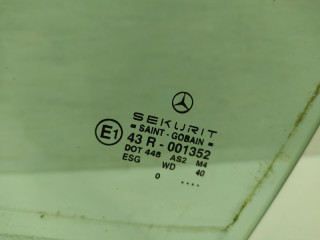 SEKURIT
= SAINT - GOBAIN =
E1 43 R - 001352
DOT 448 AS2 M4
ESG WD 40
0 ....